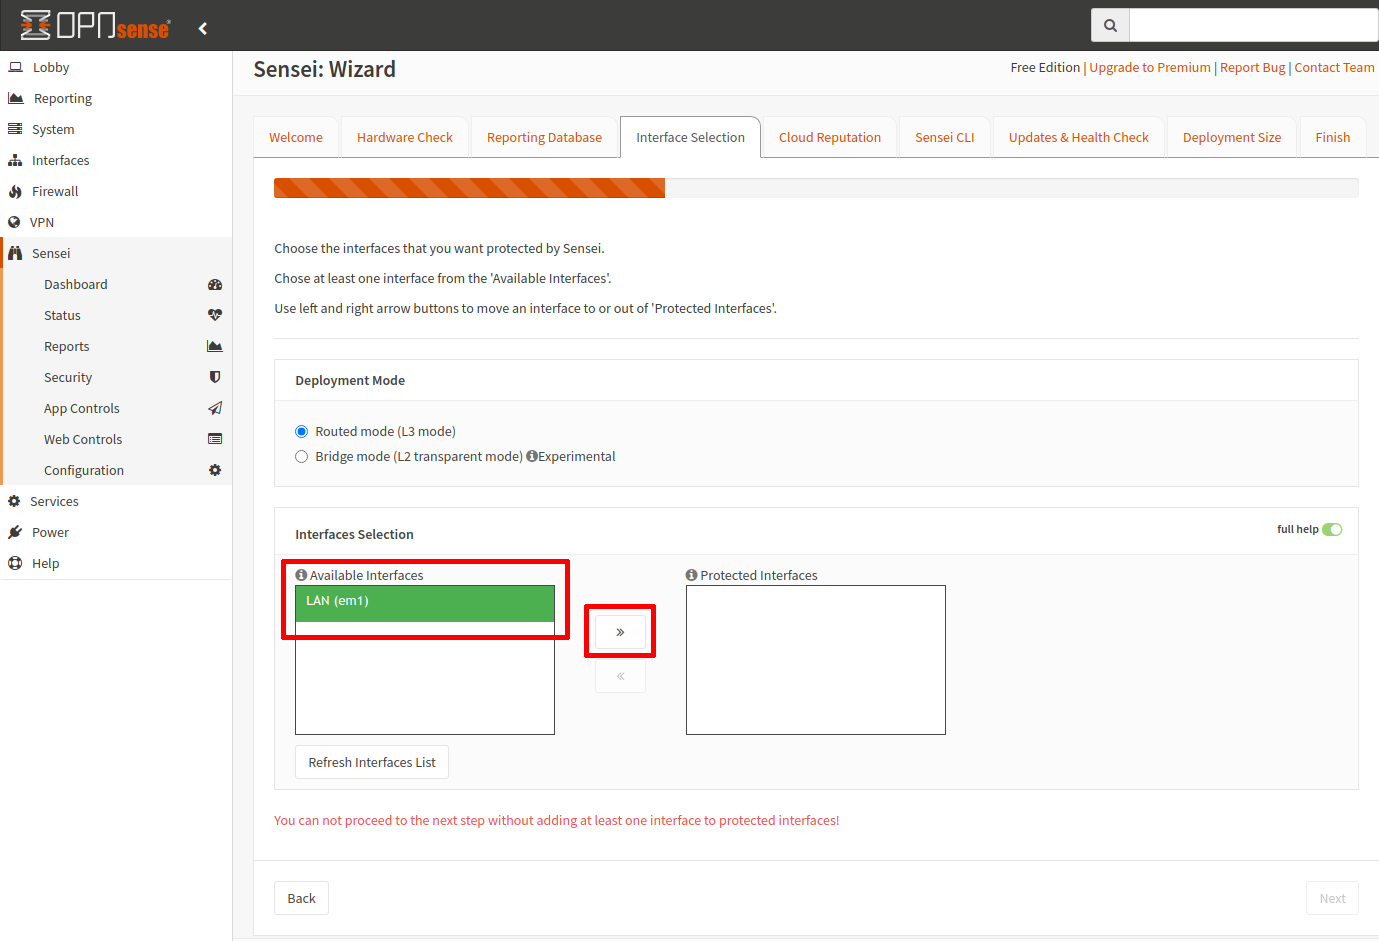 OPNsense®
Lobby
Reporting
System
Interfaces
Firewall
VPN
Sensei
Dashboard
Status
Reports
Security
App Controls
Web Controls
Configuration
Services
Power
Help
Sensei: Wizard
Free Edition | Upgrade to Premium | Report Bug | Contact Team
Welcome
Hardware Check
Reporting Database
Interface Selection
Cloud Reputation
Sensei CLI
Updates & Health Check
Deployment Size
Finish
Choose the interfaces that you want protected by Sensei.
Chose at least one interface from the 'Available Interfaces'.
Use left and right arrow buttons to move an interface to or out of 'Protected Interfaces'.
Deployment Mode
Routed mode (L3 mode)
Bridge mode (L2 transparent mode) Experimental
Interfaces Selection
full help
Available Interfaces
Protected Interfaces
LAN (em1)
»
«
Refresh Interfaces List
You can not proceed to the next step without adding at least one interface to protected interfaces!
Back
Next